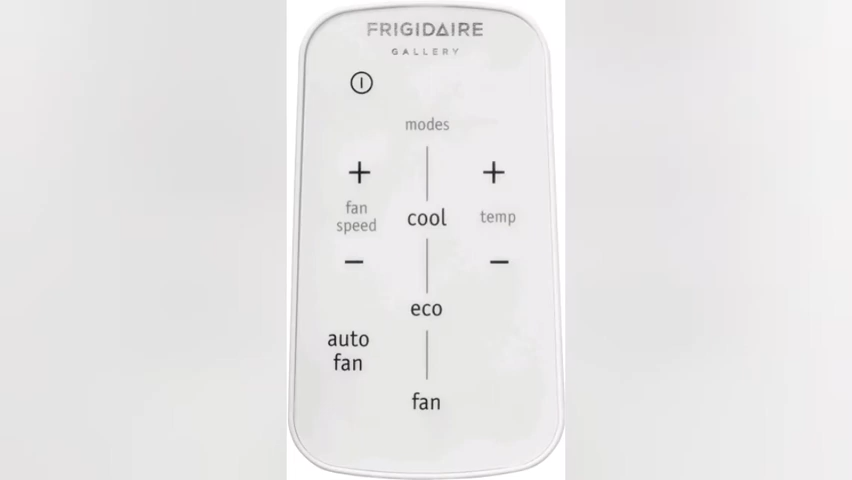 FRIGIDAIRE
GALLERY
modes
+
+
fan
speed
cool
temp
−
−
eco
auto
fan
fan